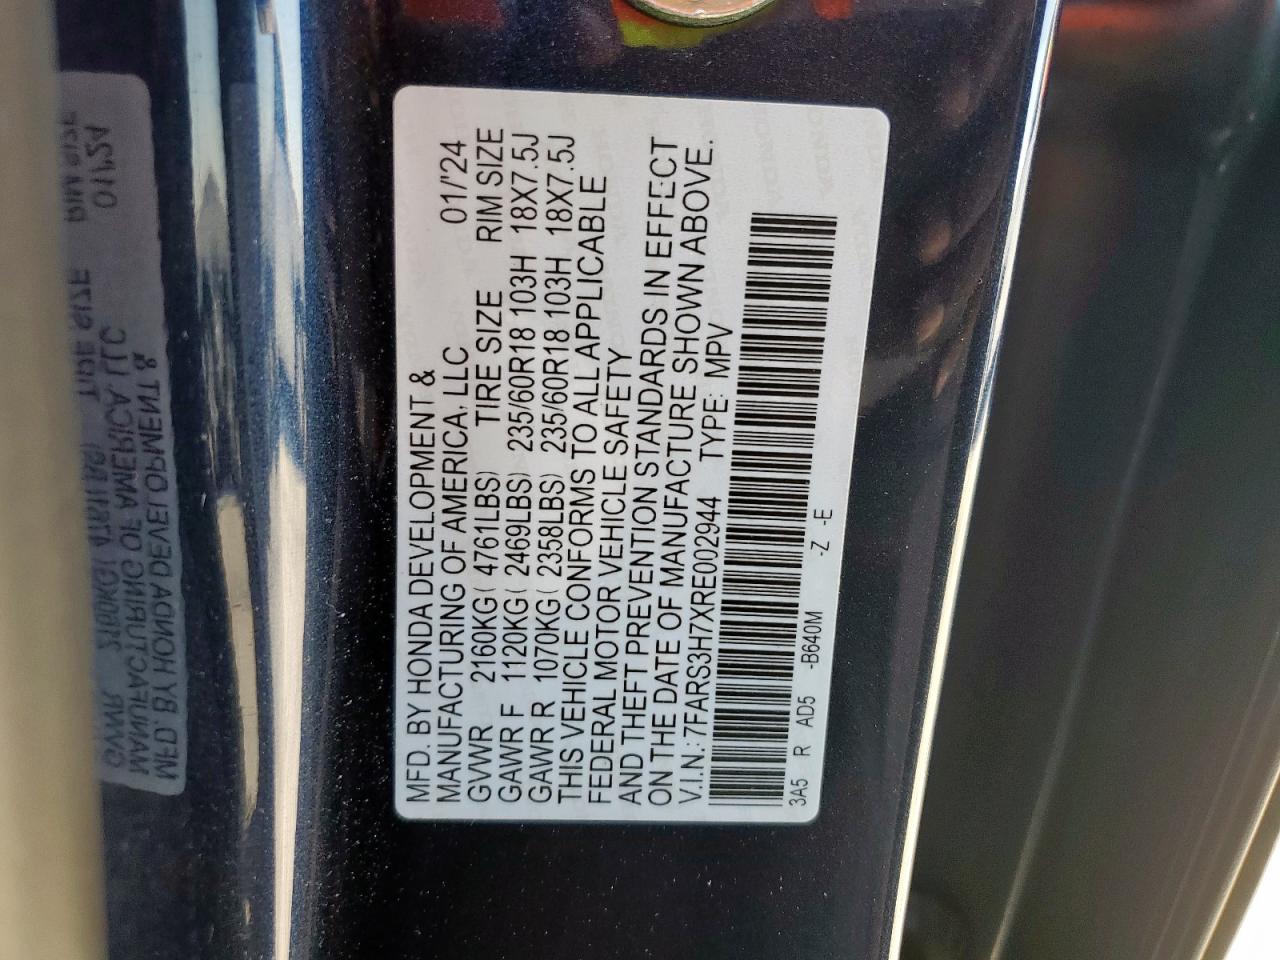 MFD. BY HONDA DEVELOPMENT &
MANUFACTURING OF AMERICA, LLC 01/'24
GVWR 2160KG( 4761LBS) TIRE SIZE RIM SIZE
GAWR F 1120KG( 2469LBS) 235/60R18 103H 18X7.5J
GAWR R 1070KG( 2358LBS) 235/60R18 103H 18X7.5J
THIS VEHICLE CONFORMS TO ALL APPLICABLE
FEDERAL MOTOR VEHICLE SAFETY
AND THEFT PREVENTION STANDARDS IN EFFECT
ON THE DATE OF MANUFACTURE SHOWN ABOVE.
V.I.N.: 7FARS3H7XRE002944 TYPE: MPV
3A5 R AD5 -B640M -Z -E